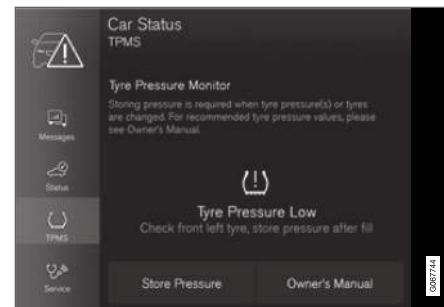 Car Status
TPMS
Tyre Pressure Monitor
Storing pressure is required when tyre pressure(s) or tyres
are changed. For recommended tyre pressure values, please
see Owner's Manual.
Messages
Status
TPMS
Service
Tyre Pressure Low
Check front left tyre, store pressure after fill
Store Pressure
Owner's Manual
G067744